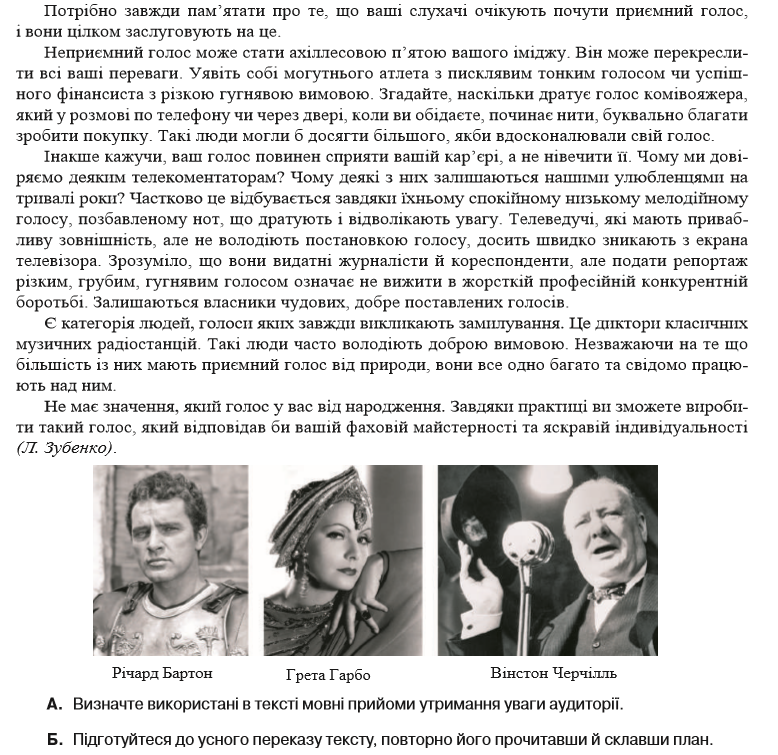 Потрібно завжди пам’ятати про те, що ваші слухачі очікують почути приємний голос,
і вони цілком заслуговують на це.
Неприємний голос може стати ахіллесовою п’ятою вашого іміджу. Він може перекресли-
ти всі ваші переваги. Уявіть собі могутнього атлета з пискливим тонким голосом чи успіш-
ного фінансиста з різкою гугнявою вимовою. Згадайте, наскільки дратує голос комівояжера,
який у розмові по телефону чи через двері, коли ви обідаєте, починає нити, буквально благати
зробити покупку. Такі люди могли б досягти більшого, якби вдосконалювали свій голос.
Інакше кажучи, ваш голос повинен сприяти вашій кар’єрі, а не нівечити її. Чому ми дові-
ряємо деяким телекоментаторам? Чому деякі з них залишаються нашими улюбленцями на
тривалі роки? Частково це відбувається завдяки їхньому спокійному низькому мелодійному
голосу, позбавленому нот, що дратують і відволікають увагу. Телеведучі, які мають приваб-
ливу зовнішність, але не володіють постановкою голосу, досить швидко зникають з екрана
телевізора. Зрозуміло, що вони видатні журналісти й кореспонденти, але подати репортаж
різким, грубим, гугнявим голосом означає не вижити в жорсткій професійній конкурентній
боротьбі. Залишаються власники чудових, добре поставлених голосів.
Є категорія людей, голоси яких завжди викликають замилування. Це диктори класичних
музичних радіостанцій. Такі люди часто володіють доброю вимовою. Незважаючи на те що
більшість із них мають приємний голос від природи, вони все одно багато та свідомо працю-
ють над ним.
Не має значення, який голос у вас від народження. Завдяки практиці ви зможете вироби-
ти такий голос, який відповідав би вашій фаховій майстерності та яскравій індивідуальності
(Л. Зубенко).
Річард Бартон
Грета Гарбо
Вінстон Черчілль
А. Визначте використані в тексті мовні прийоми утримання уваги аудиторії.
Б. Підготуйтеся до усного переказу тексту, повторно його прочитавши й склавши план.